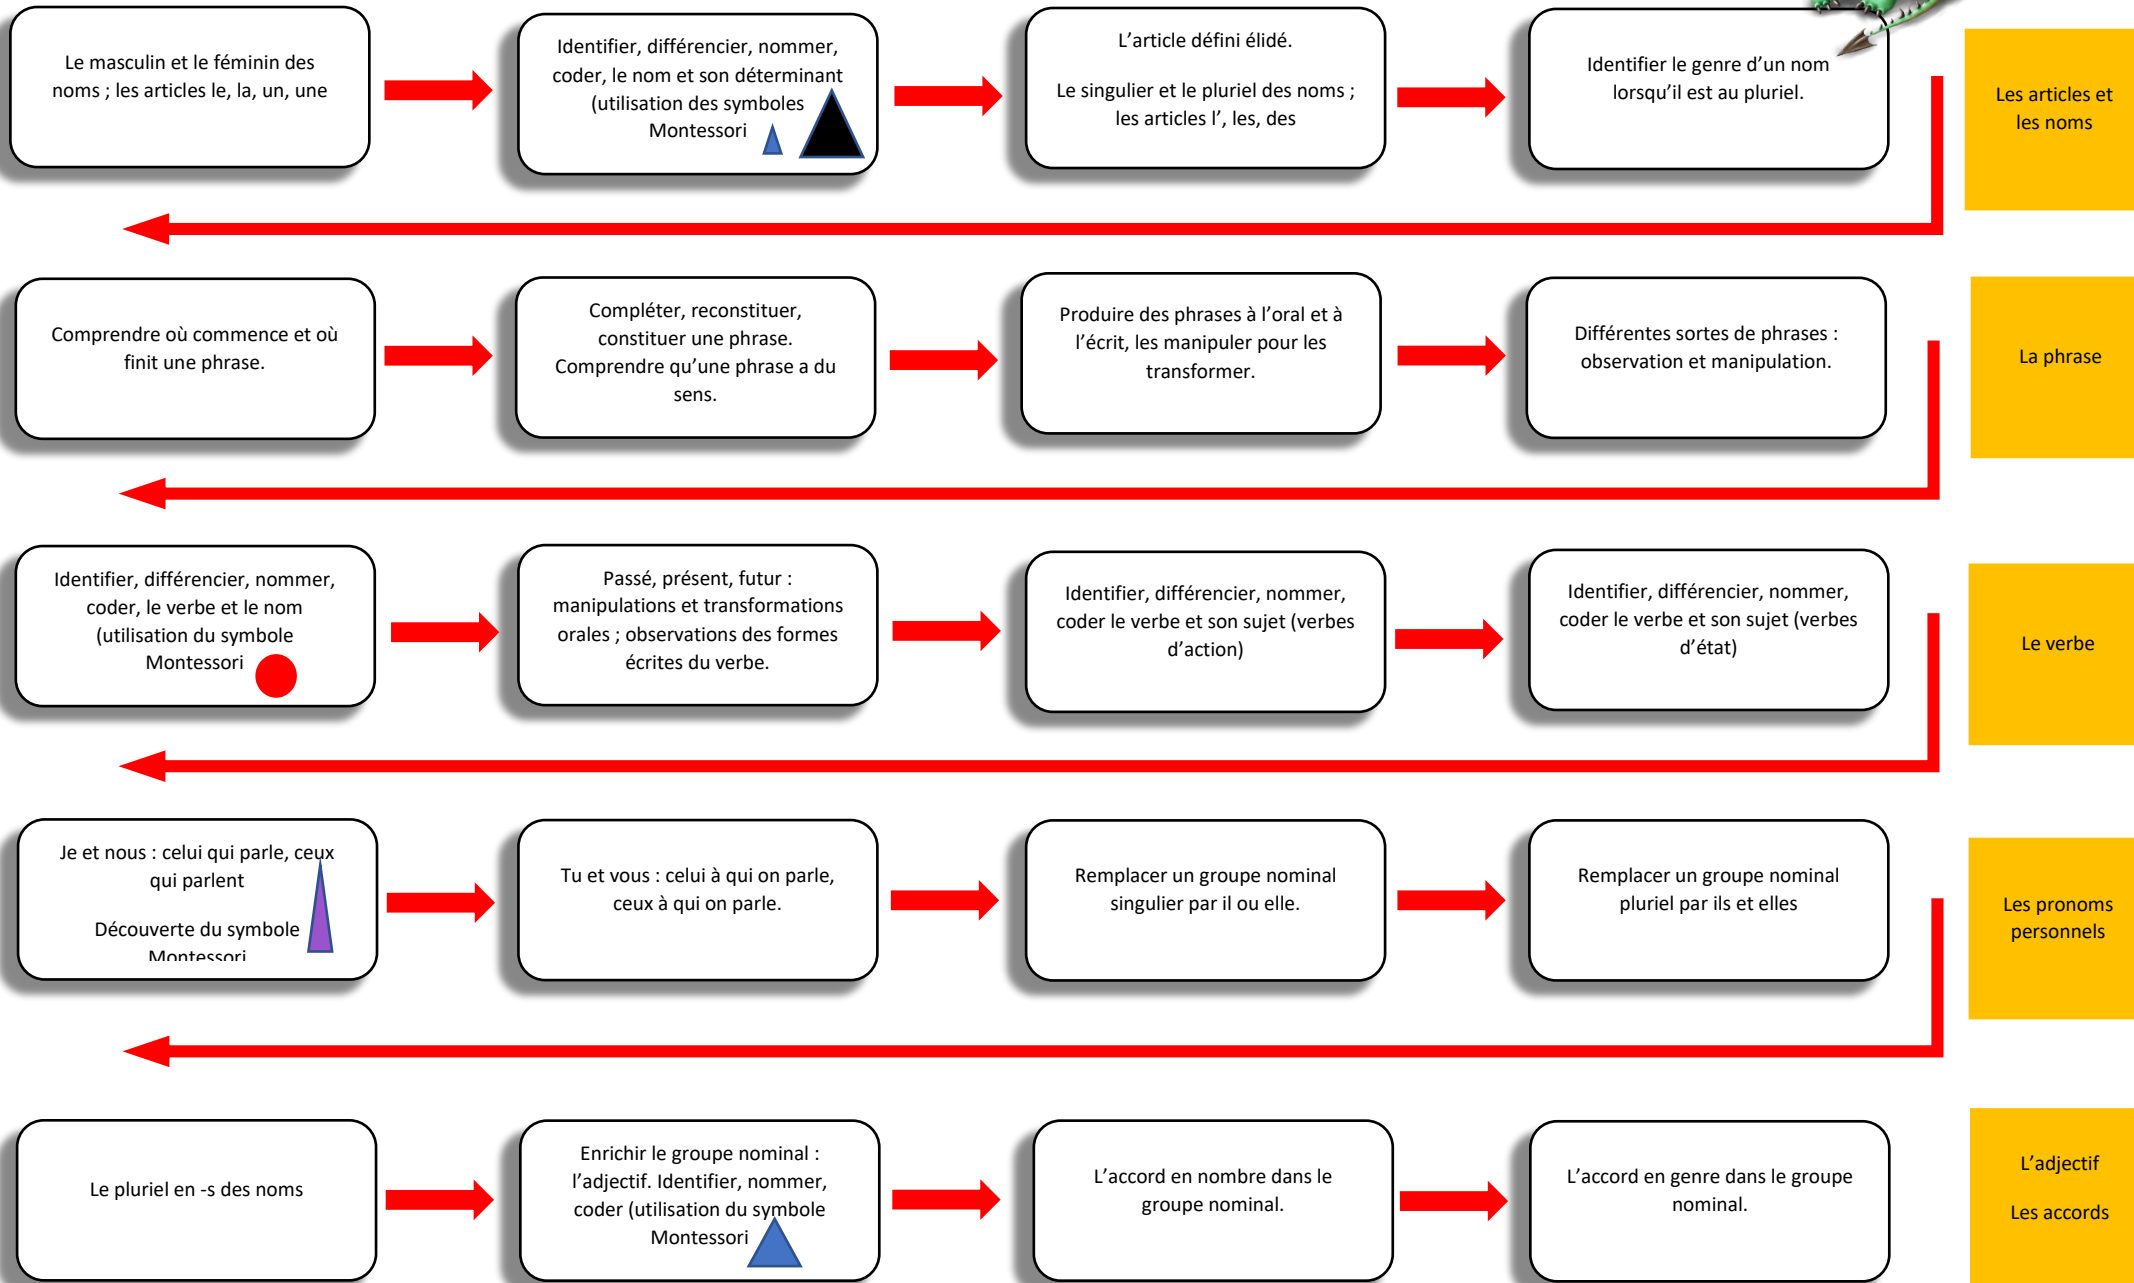 Le masculin et le féminin des
noms ; les articles le, la, un, une
Identifier, différencier, nommer,
coder, le nom et son déterminant
(utilisation des symboles
Montessori
L’article défini élidé.
Le singulier et le pluriel des noms ;
les articles l’, les, des
Identifier le genre d’un nom
lorsqu’il est au pluriel.
Les articles et
les noms
Comprendre où commence et où
finit une phrase.
Compléter, reconstituer,
constituer une phrase.
Comprendre qu’une phrase a du
sens.
Produire des phrases à l’oral et à
l’écrit, les manipuler pour les
transformer.
Différentes sortes de phrases :
observation et manipulation.
La phrase
Identifier, différencier, nommer,
coder, le verbe et le nom
(utilisation du symbole
Montessori
Passé, présent, futur :
manipulations et transformations
orales ; observations des formes
écrites du verbe.
Identifier, différencier, nommer,
coder le verbe et son sujet (verbes
d’action)
Identifier, différencier, nommer,
coder le verbe et son sujet (verbes
d’état)
Le verbe
Je et nous : celui qui parle, ceux
qui parlent
Découverte du symbole
Montessori
Tu et vous : celui à qui on parle,
ceux à qui on parle.
Remplacer un groupe nominal
singulier par il ou elle.
Remplacer un groupe nominal
pluriel par ils et elles
Les pronoms
personnels
Le pluriel en -s des noms
Enrichir le groupe nominal :
l’adjectif. Identifier, nommer,
coder (utilisation du symbole
Montessori
L’accord en nombre dans le
groupe nominal.
L’accord en genre dans le groupe
nominal.
L’adjectif
Les accords